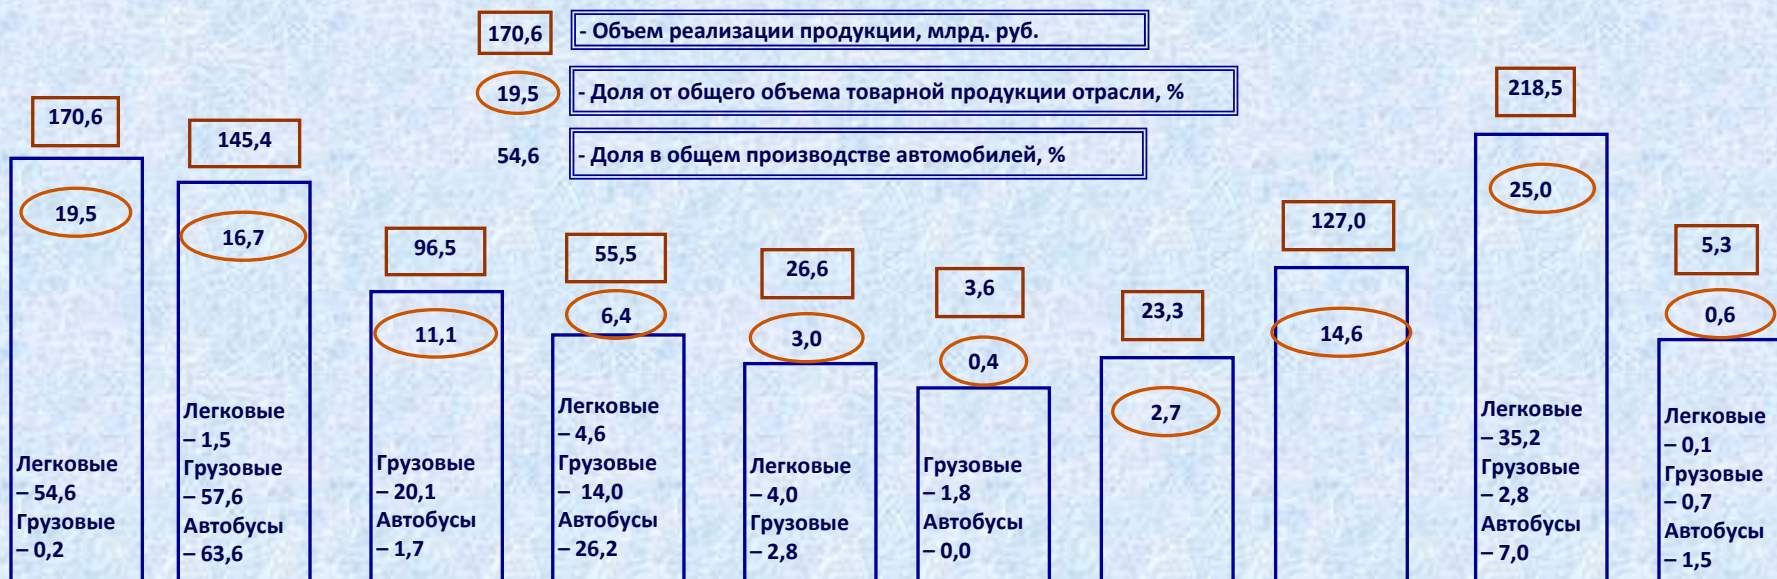 170,6 - Объем реализации продукции, млрд. руб.
19,5 - Доля от общего объема товарной продукции отрасли, %
54,6 - Доля в общем производстве автомобилей, %
170,6
19,5
Легковые
– 54,6
Грузовые
– 0,2
145,4
16,7
Легковые
– 1,5
Грузовые
– 57,6
Автобусы
– 63,6
96,5
11,1
Грузовые
– 20,1
Автобусы
– 1,7
55,5
6,4
Легковые
– 4,6
Грузовые
– 14,0
Автобусы
– 26,2
26,6
3,0
Легковые
– 4,0
Грузовые
– 2,8
3,6
0,4
Грузовые
– 1,8
Автобусы
– 0,0
23,3
2,7
127,0
14,6
218,5
25,0
Легковые
– 35,2
Грузовые
– 2,8
Автобусы
– 7,0
5,3
0,6
Легковые
– 0,1
Грузовые
– 0,7
Автобусы
– 1,5